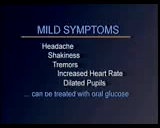 MILD SYMPTOMS
Headache
Shakiness
Tremors
Increased Heart Rate
Dilated Pupils
... can be treated with oral glucose